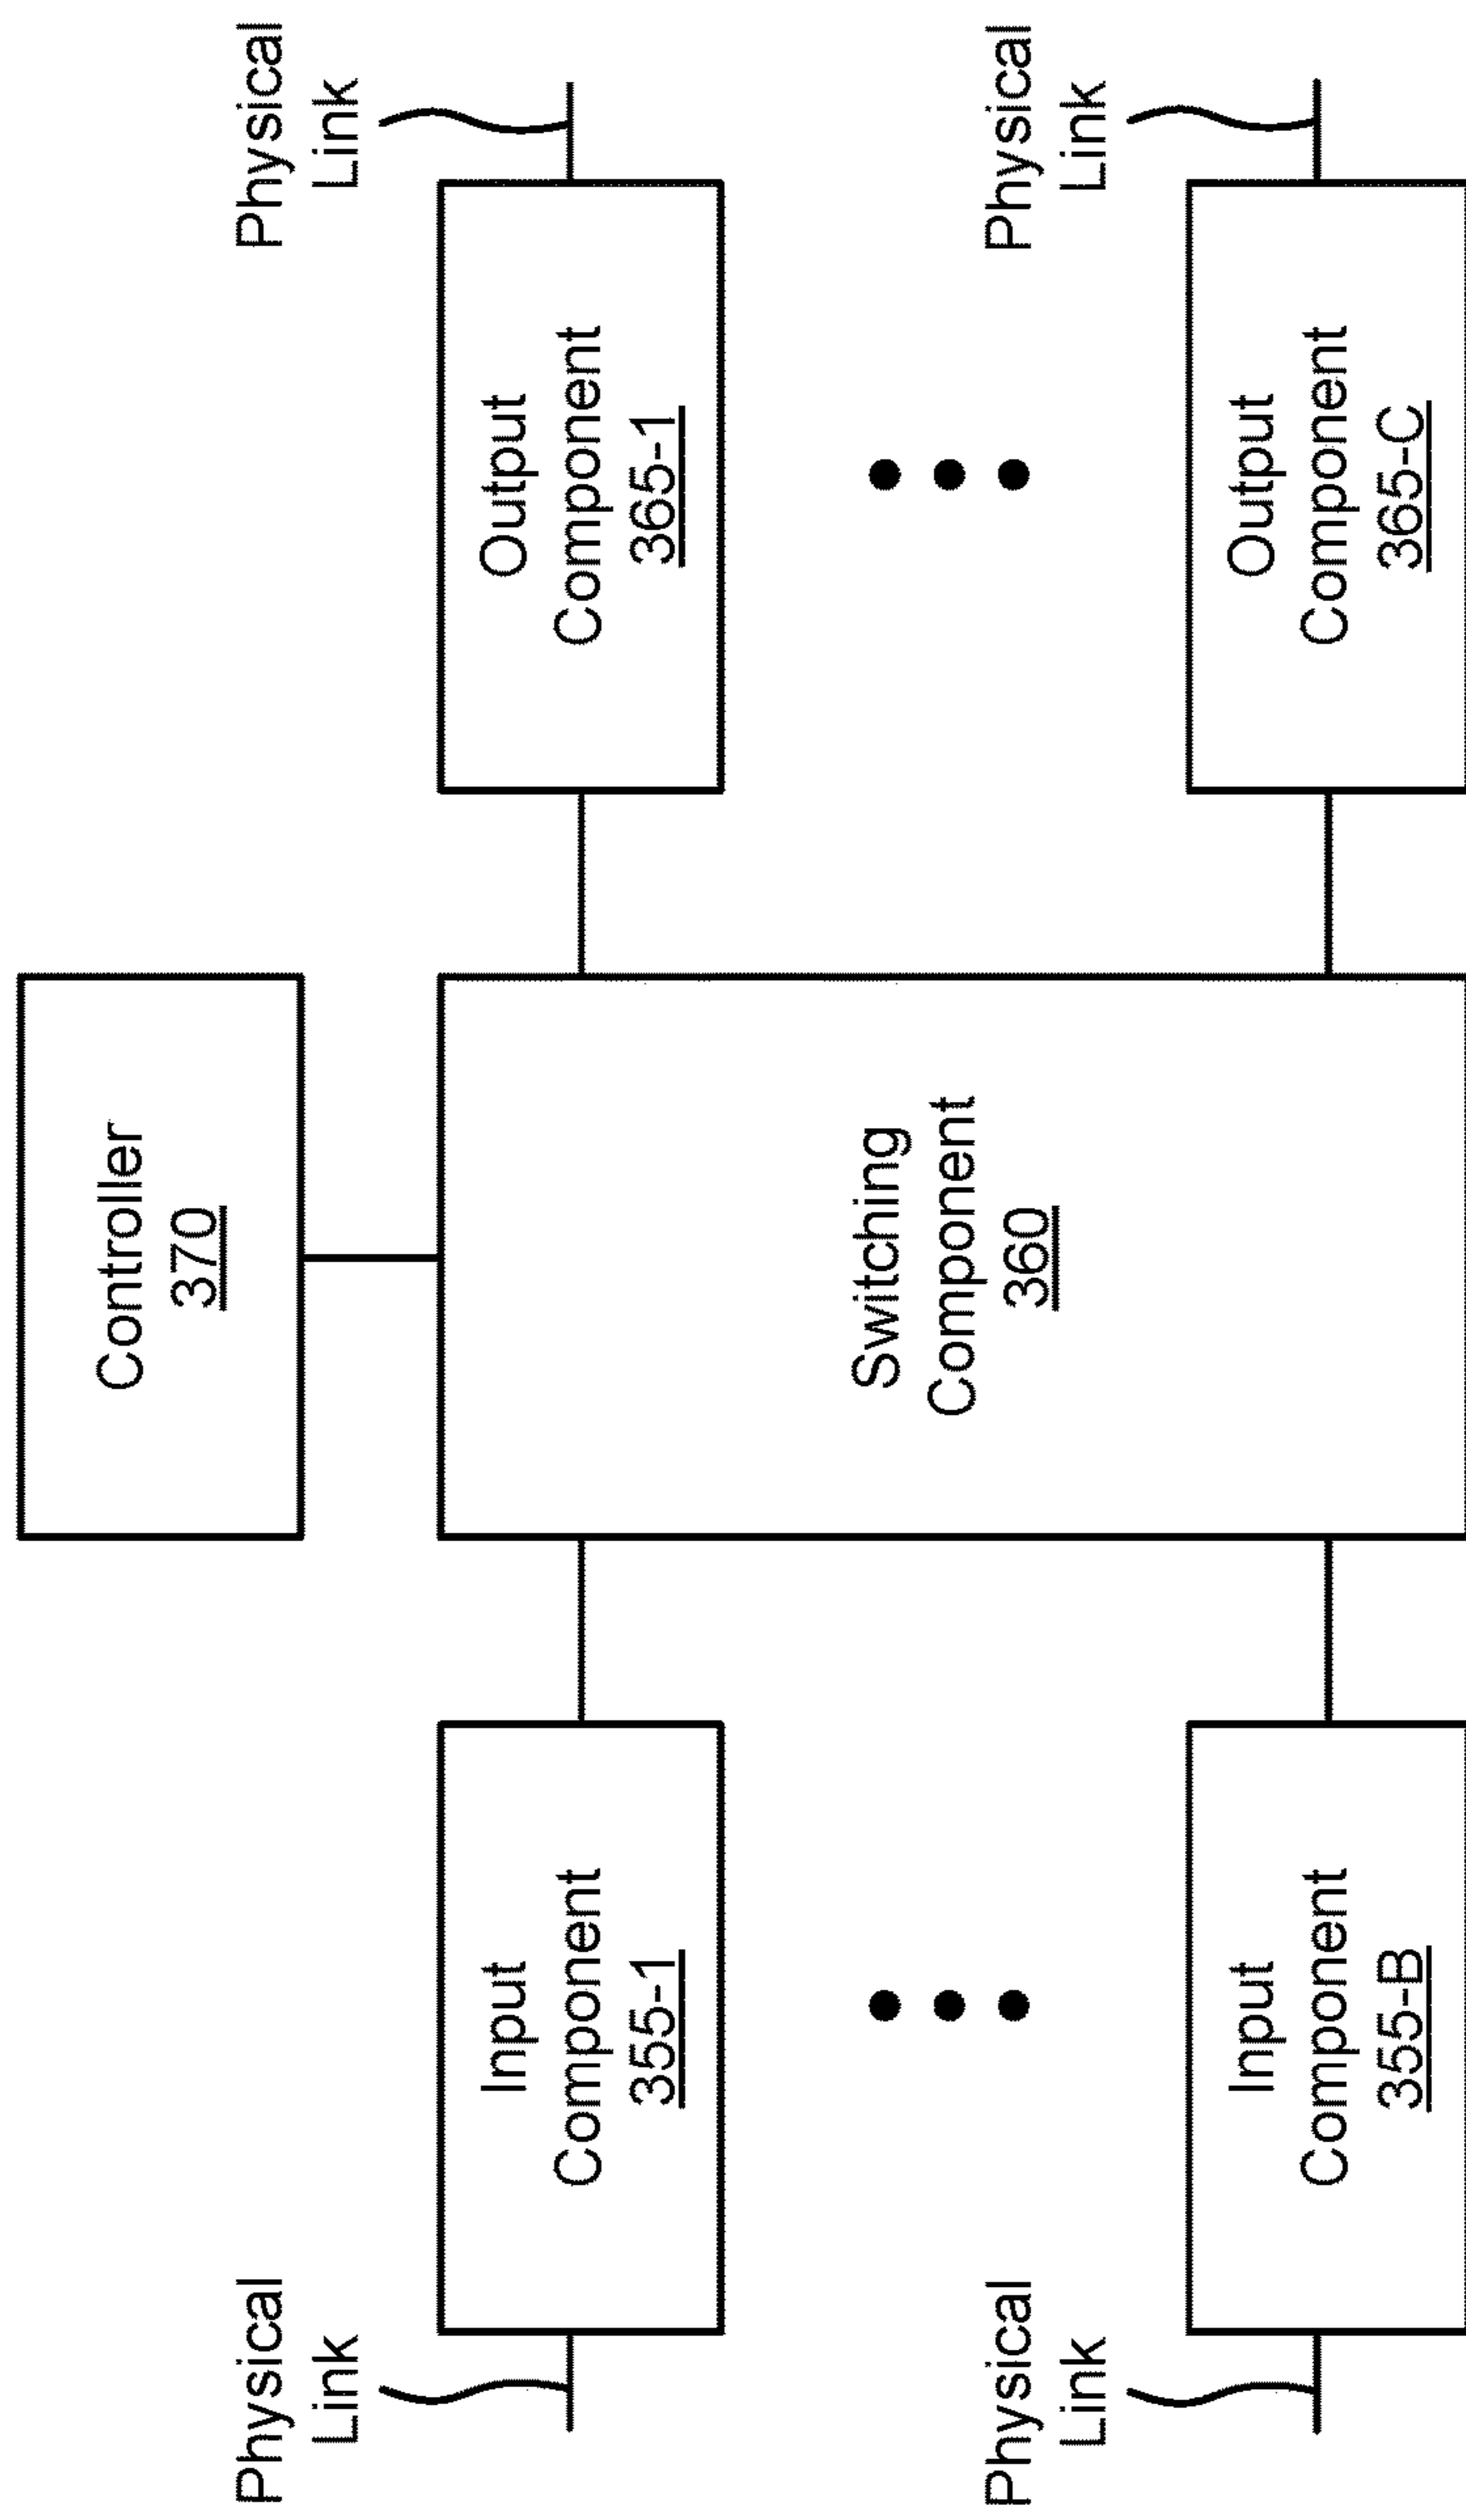 Controller
370
Physical
Link
Input
Component
355-1
Switching
Component
360
Output
Component
365-1
Physical
Link
Physical
Link
Input
Component
355-B
Output
Component
365-C
Physical
Link